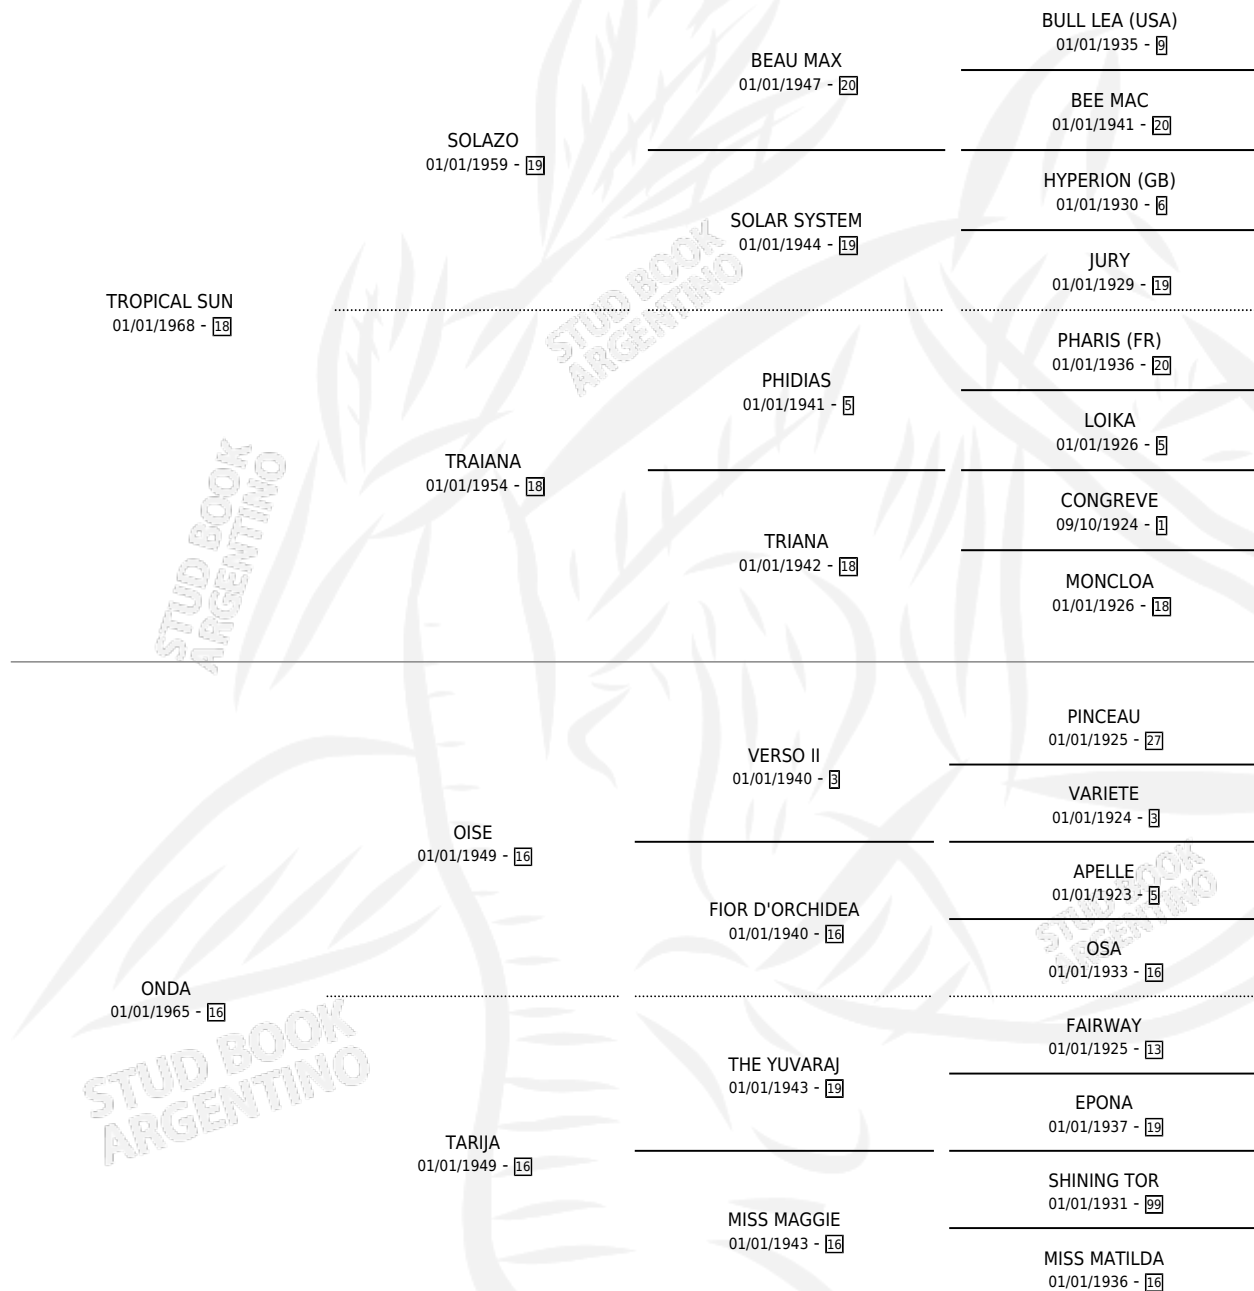 BULL LEA (USA)
01/01/1935 - 9
BEAU MAX
01/01/1947 - 20
BEE MAC
01/01/1941 - 20
SOLAZO
01/01/1959 - 19
HYPERION (GB)
01/01/1930 - 6
SOLAR SYSTEM
01/01/1944 - 19
JURY
01/01/1929 - 19
TROPICAL SUN
01/01/1968 - 18
STUD BOOK
ARGENTINO
PHARIS (FR)
01/01/1936 - 20
PHIDIAS
01/01/1941 - 5
LOIKA
01/01/1926 - 5
TRAIANA
01/01/1954 - 18
CONGREVE
09/10/1924 - 1
TRIANA
01/01/1942 - 18
MONCLOA
01/01/1926 - 18
STUD BOOK
ARGENTINO
PINCEAU
01/01/1925 - 27
VERSO II
01/01/1940 - 3
VARIETE
01/01/1924 - 3
OISE
01/01/1949 - 16
APELLE
01/01/1923 - 5
FIOR D'ORCHIDEA
01/01/1940 - 16
OSA
01/01/1933 - 16
STUD BOOK
ARGENTINO
ONDA
01/01/1965 - 16
FAIRWAY
01/01/1925 - 13
THE YUVARAJ
01/01/1943 - 19
EPONA
01/01/1937 - 19
STUD BOOK
ARGENTINO
TARIJA
01/01/1949 - 16
SHINING TOR
01/01/1931 - 99
MISS MAGGIE
01/01/1943 - 16
MISS MATILDA
01/01/1936 - 16